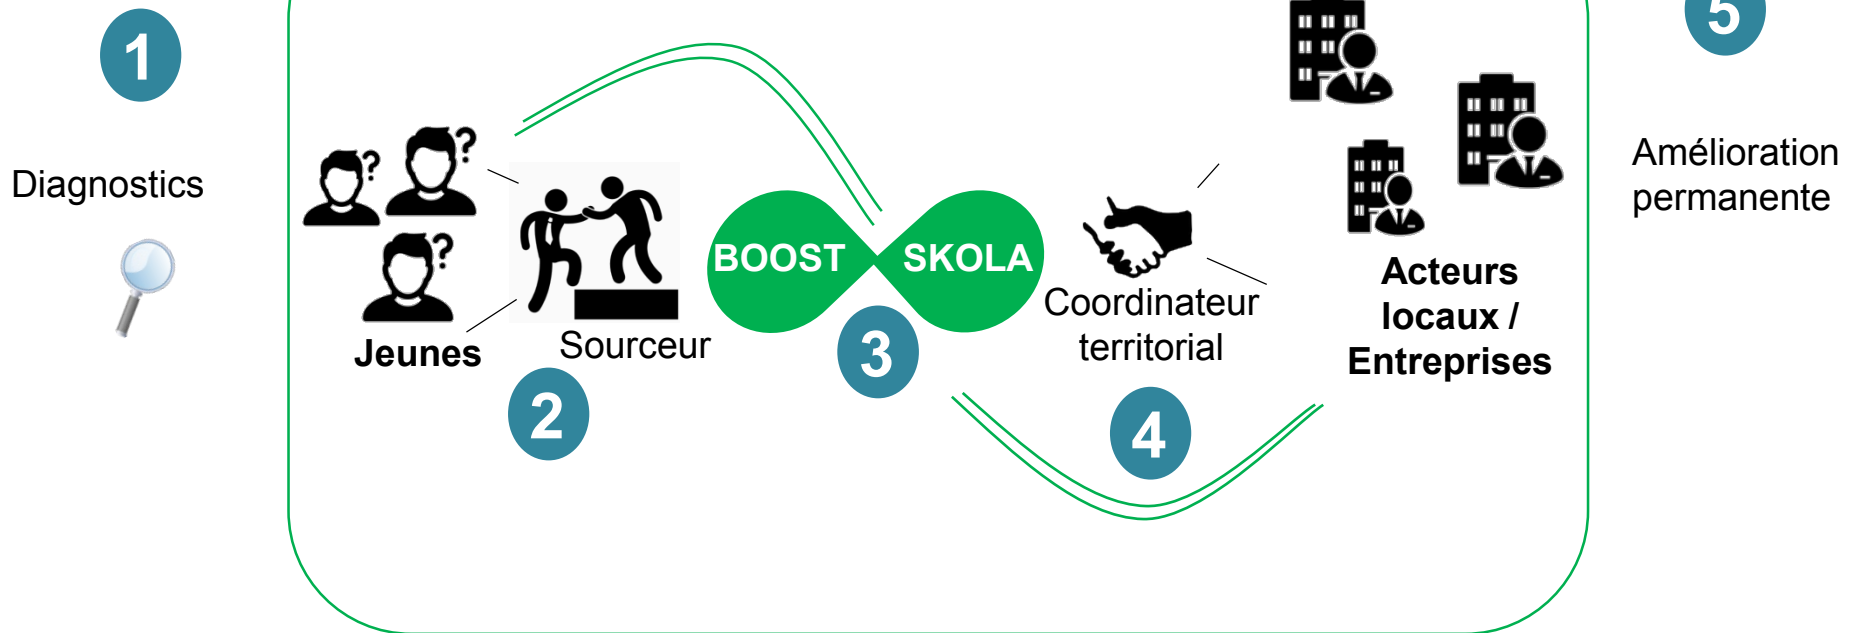 1
Diagnostics
Jeunes
Sourceur
2
BOOST SKOLA
3
Coordinateur
territorial
4
Acteurs
locaux /
Entreprises
5
Amélioration
permanente